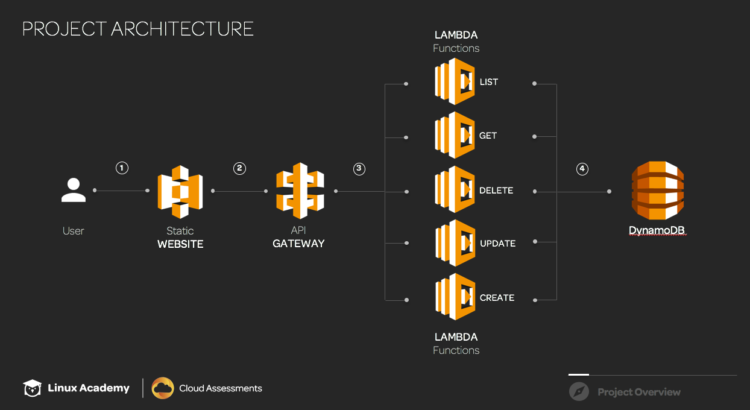 PROJECT ARCHITECTURE
LAMBDA
Functions
LIST
GET
1
2
3
4
DELETE
User
Static
WEBSITE
API
GATEWAY
UPDATE
DynamoDB
CREATE
LAMBDA
Functions
Linux Academy
Cloud Assessments
Project Overview